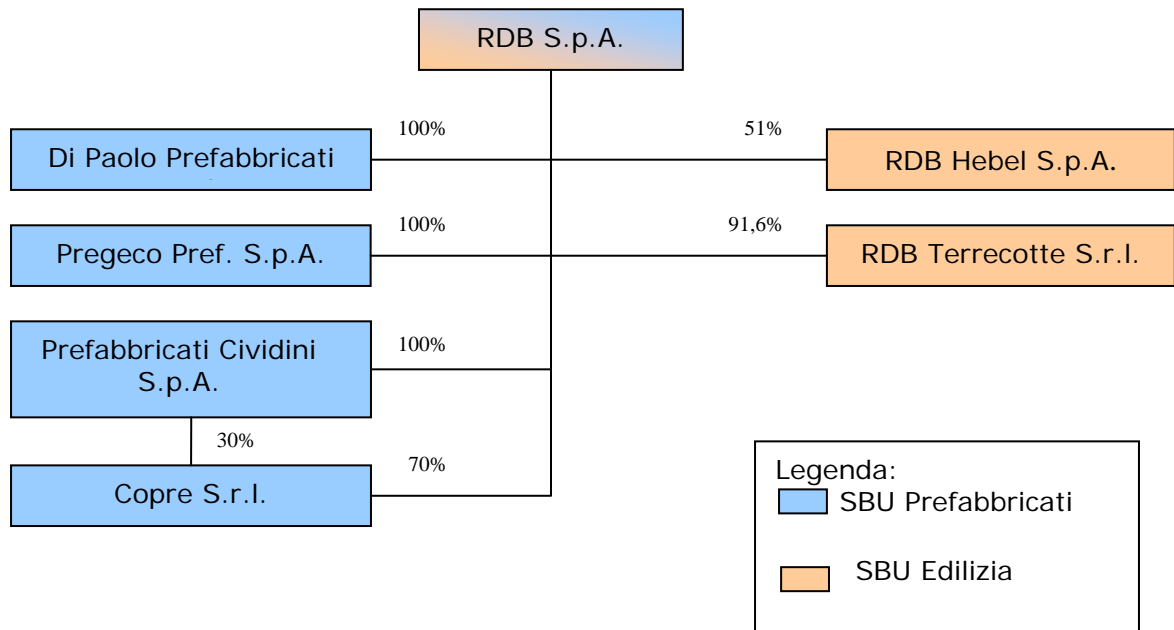 RDB S.p.A.
100%
51%
Di Paolo Prefabbricati
RDB Hebel S.p.A.
100%
91,6%
Pregeco Pref. S.p.A.
RDB Terrecotte S.r.l.
Prefabbricati Cividini
S.p.A.
100%
30%
70%
Copre S.r.l.
Legenda:
SBU Prefabbricati
SBU Edilizia